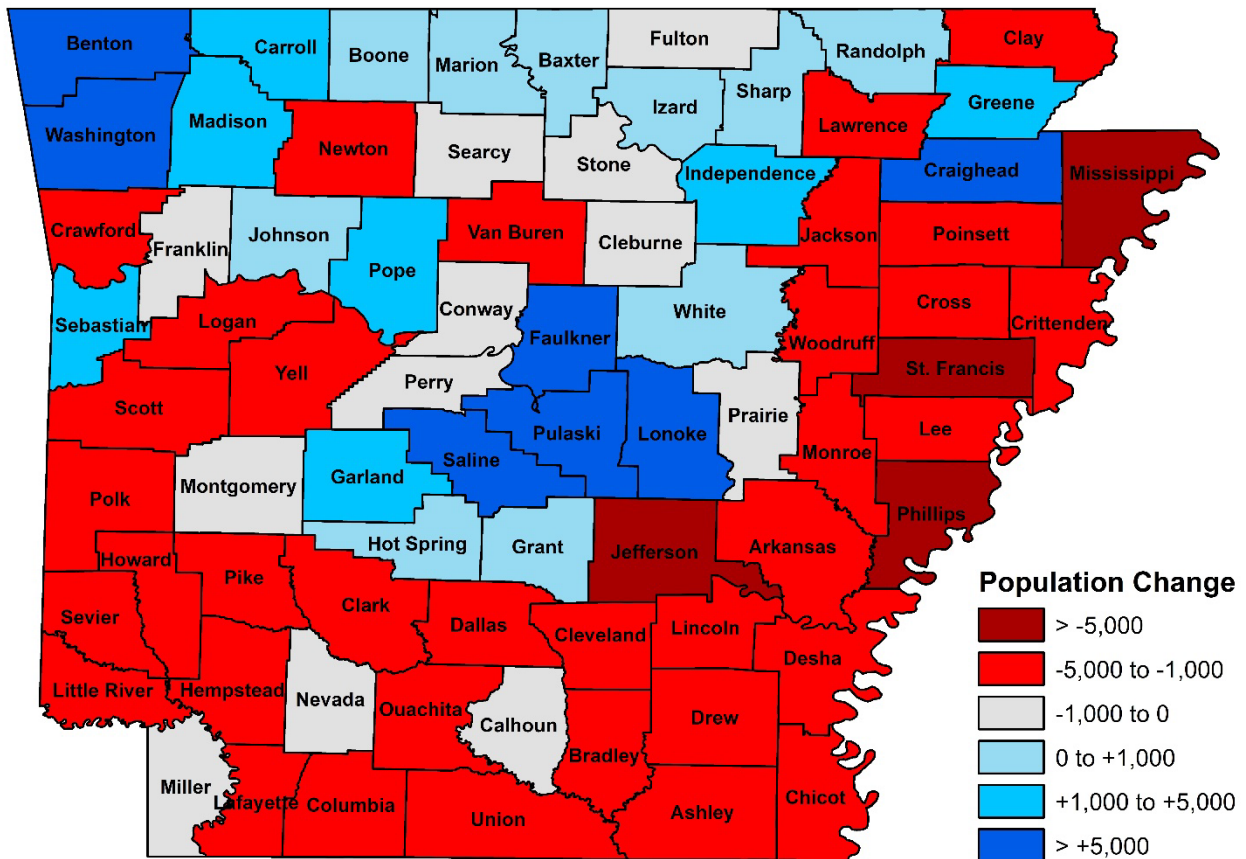 Benton
Carroll
Boone
Marion
Baxter
Fulton
Randolph
Clay
Sharp
Izard
Greene
Washington
Madison
Newton
Searcy
Stone
Lawrence
Independence
Craighead
Mississippi
Crawford
Franklin
Johnson
Pope
Van Buren
Cleburne
Jackson
Poinsett
Sebastian
Logan
Conway
Faulkner
White
Woodruff
Cross
Crittenden
Yell
Perry
St. Francis
Scott
Prairie
Lee
Pulaski
Lonoke
Monroe
Saline
Garland
Montgomery
Polk
Phillips
Hot Spring
Grant
Jefferson
Arkansas
Howard
Pike
Clark
Sevier
Dallas
Cleveland
Lincoln
Desha
Little River
Hempstead
Nevada
Ouachita
Calhoun
Drew
Bradley
Miller
Lafayette
Columbia
Union
Ashley
Chicot
Population Change
> -5,000
-5,000 to -1,000
-1,000 to 0
0 to +1,000
+1,000 to +5,000
> +5,000